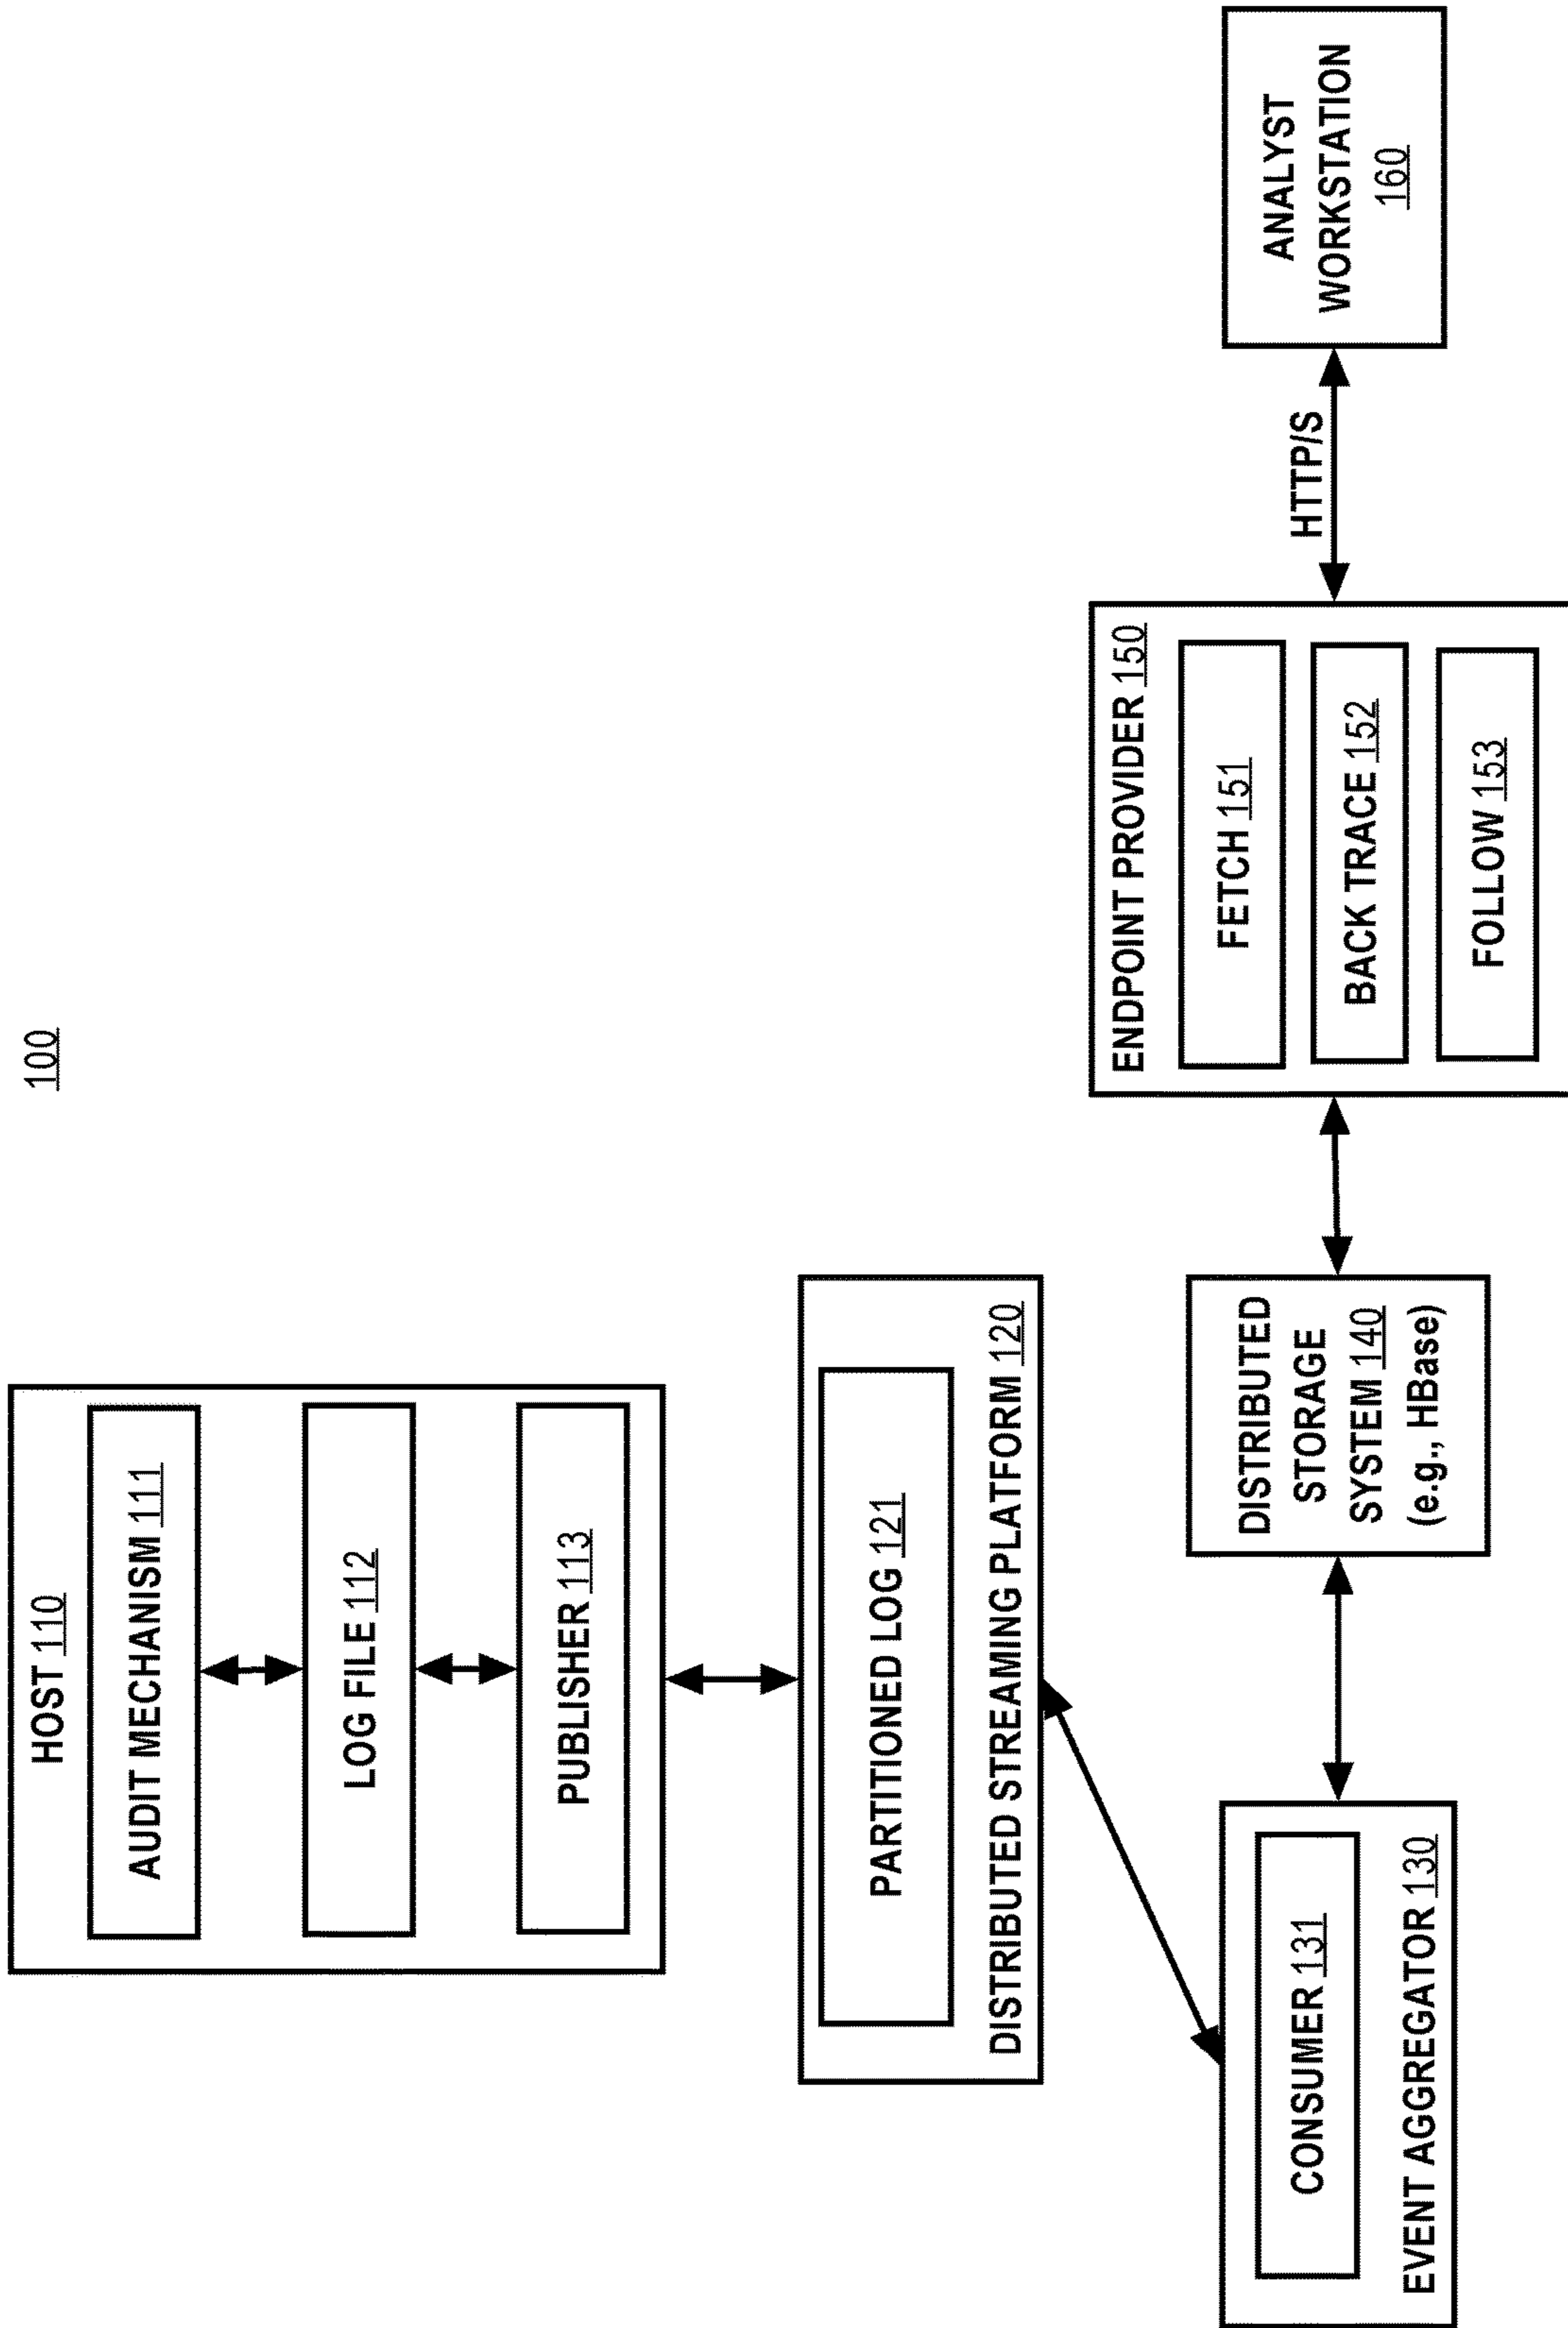 100
HOST 110
AUDIT MECHANISM 111
LOG FILE 112
PUBLISHER 113
PARTITIONED LOG 121
DISTRIBUTED STREAMING PLATFORM 120
CONSUMER 131
EVENT AGGREGATOR 130
DISTRIBUTED
STORAGE
SYSTEM 140
(e.g., HBase)
ENDPOINT PROVIDER 150
FETCH 151
BACK TRACE 152
FOLLOW 153
HTTP/S
ANALYST
WORKSTATION
160